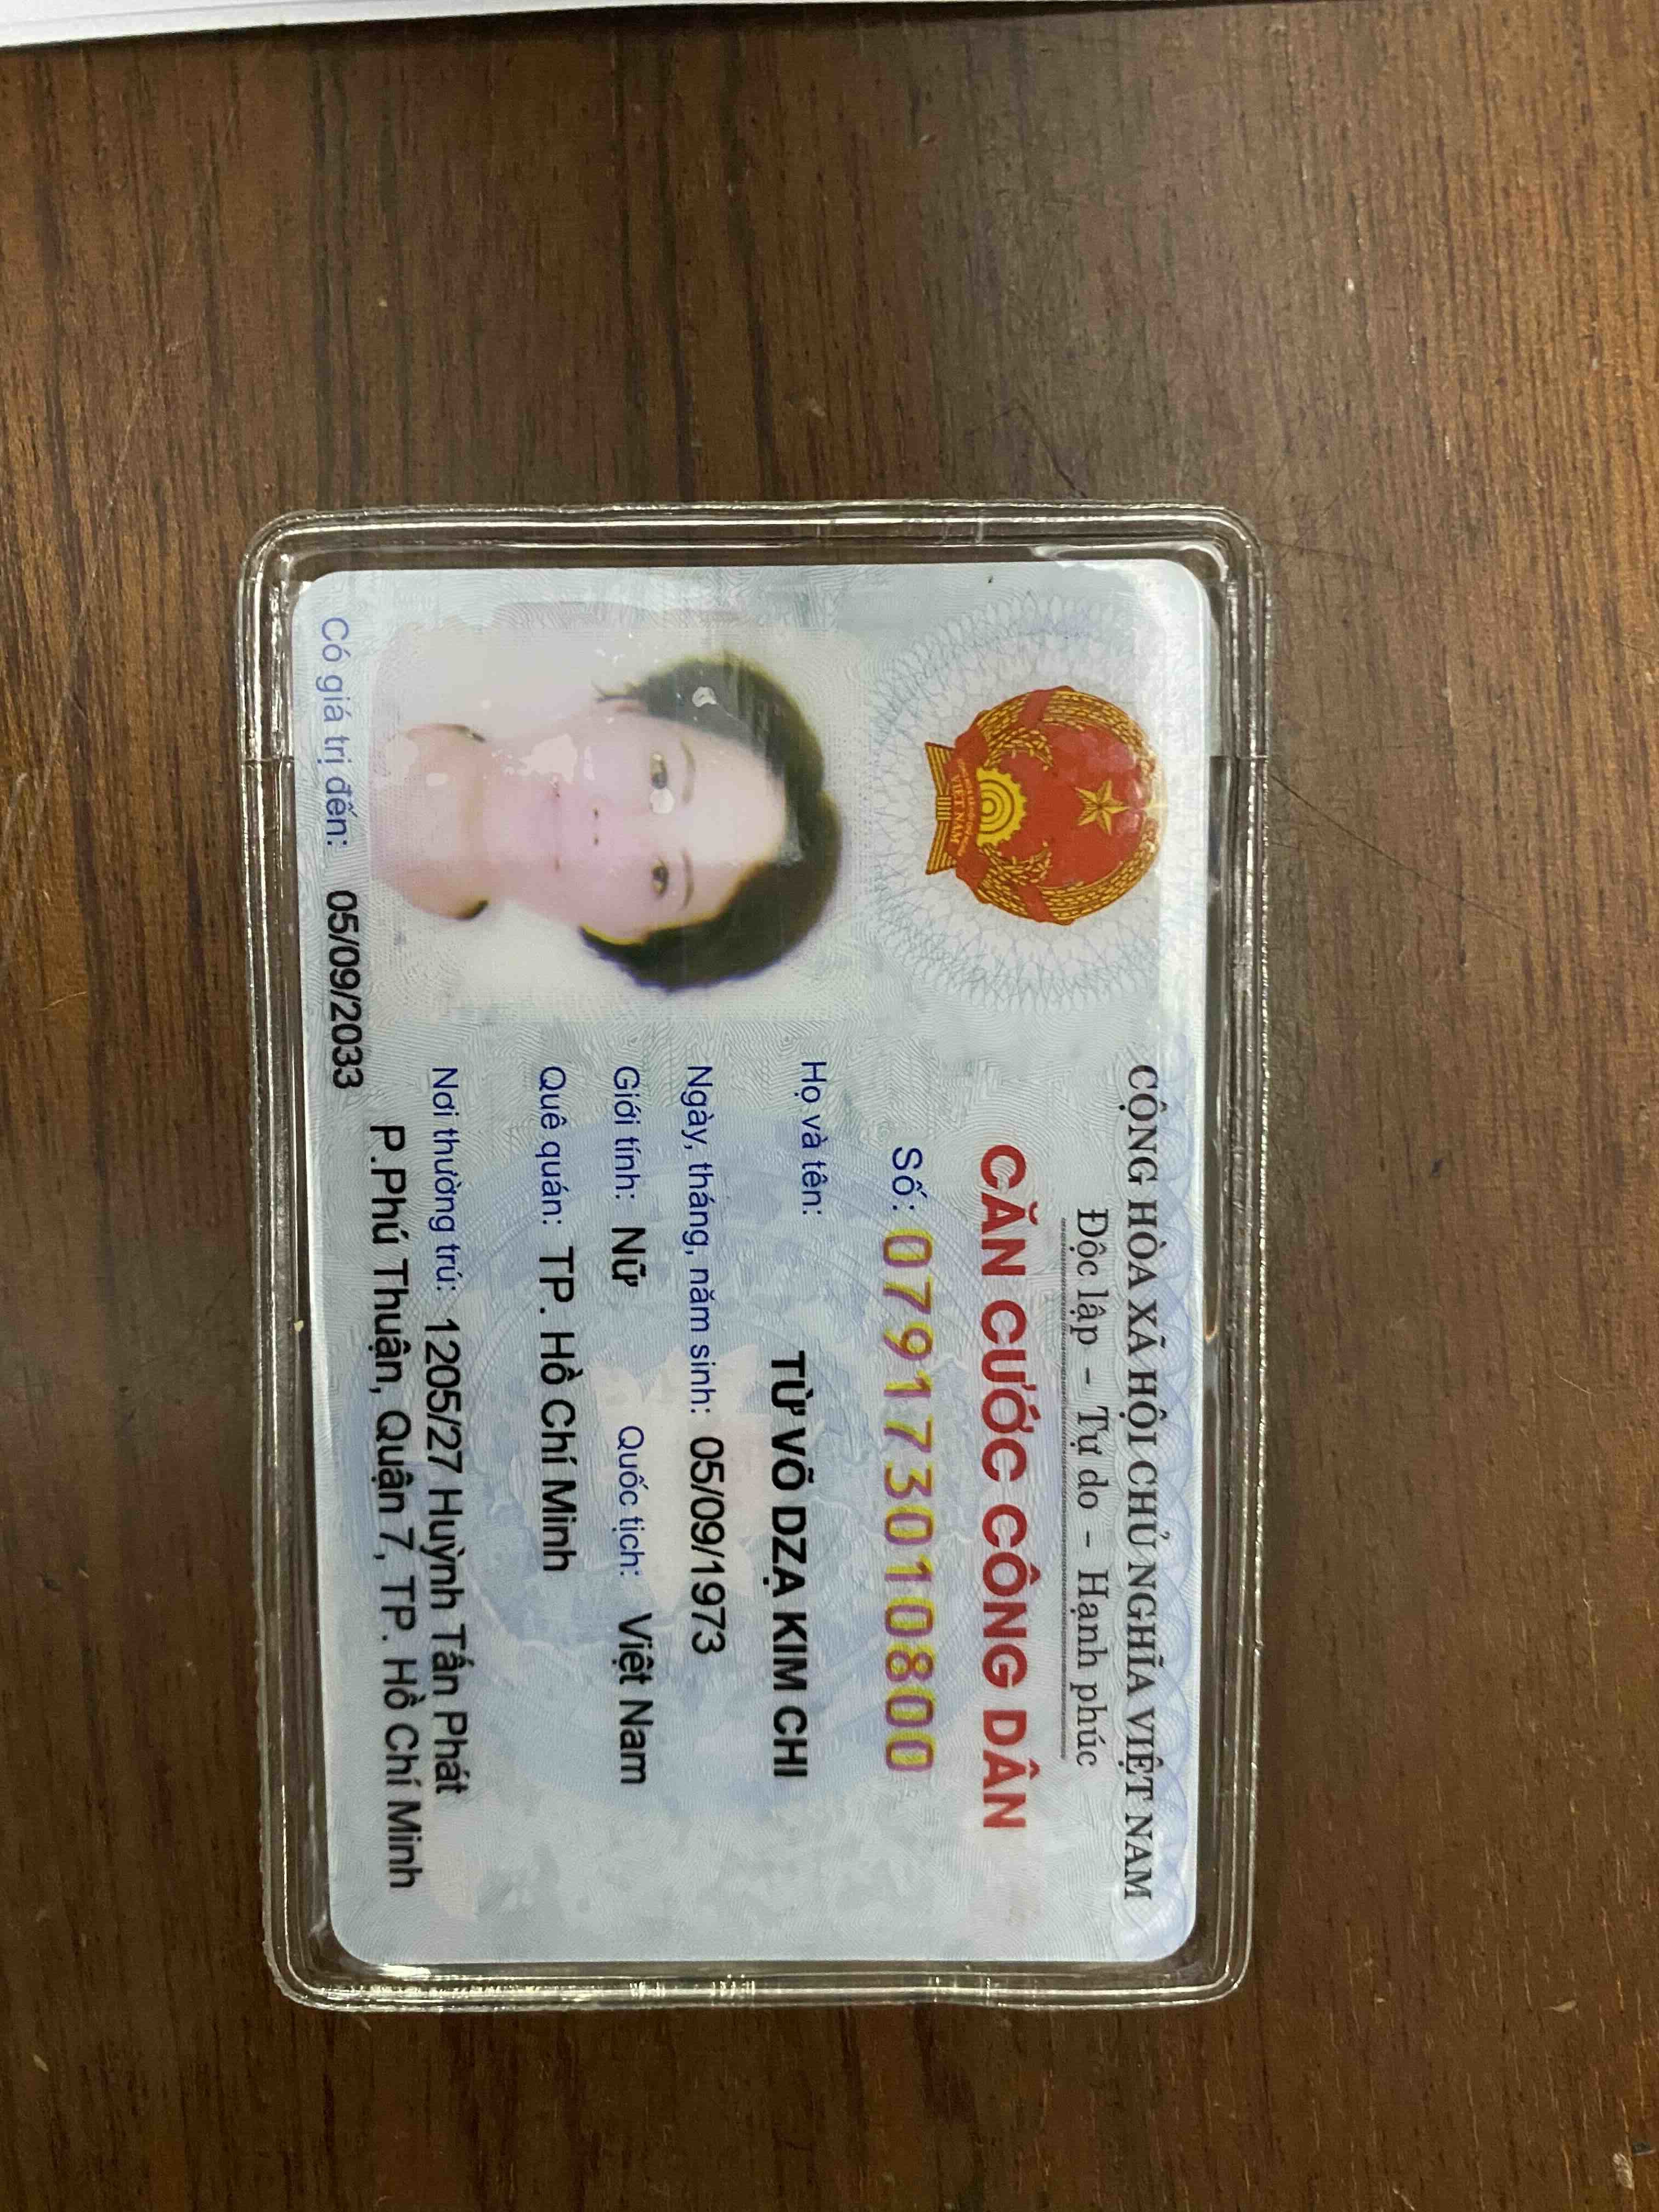 CỘNG HÒA XÃ HỘI CHỦ NGHĨA VIỆT NAM
Độc lập - Tự do - Hạnh phúc
CĂN CƯỚC CÔNG DÂN
Số: 079173010800
Họ và tên:
TỪ VÕ DZẠ KIM CHI
Ngày, tháng, năm sinh: 05/09/1973
Giới tính: Nữ Quốc tịch: Việt Nam
Quê quán: TP. Hồ Chí Minh
Nơi thường trú: 1205/27 Huỳnh Tấn Phát
P.Phú Thuận, Quận 7, TP. Hồ Chí Minh
Có giá trị đến: 05/09/2033
VIỆT NAM